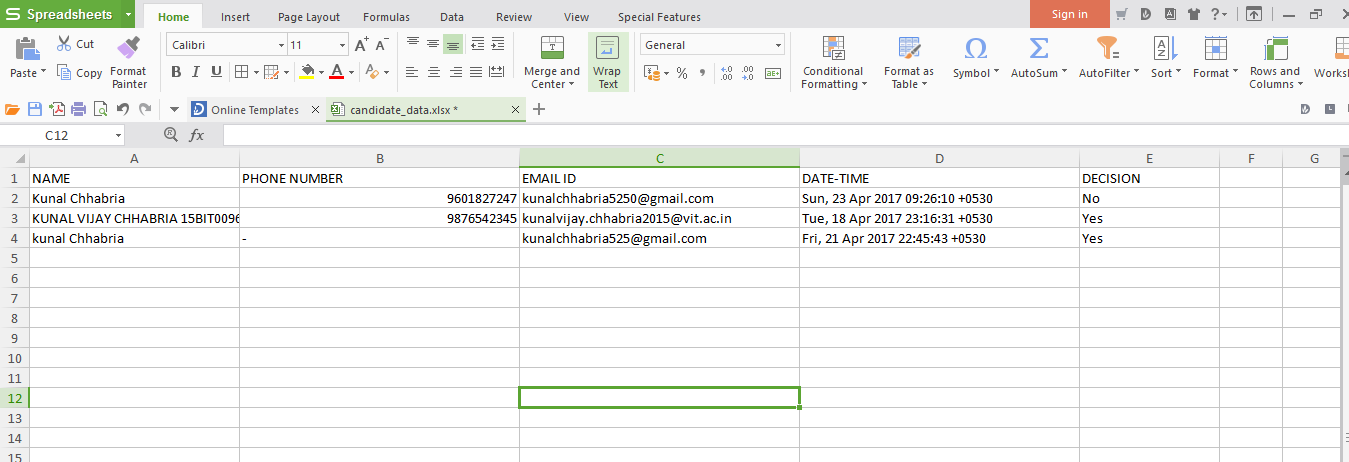 Spreadsheets Home Insert Page Layout Formulas Data Review View Special Features Sign in
Cut Calibri 11 General
Paste Copy Format Painter B I U Merge and Center Wrap Text Conditional Formatting Format as Table Symbol AutoSum AutoFilter Sort Format Rows and Columns Worksh
Online Templates candidate_data.xlsx *
C12 fx
A B C D E F G
1 NAME PHONE NUMBER EMAIL ID DATE-TIME DECISION
2 Kunal Chhabria 9601827247 kunalchhabria5250@gmail.com Sun, 23 Apr 2017 09:26:10 +0530 No
3 KUNAL VIJAY CHHABRIA 15BIT0096 9876542345 kunalvijay.chhabria2015@vit.ac.in Tue, 18 Apr 2017 23:16:31 +0530 Yes
4 kunal Chhabria - kunalchhabria525@gmail.com Fri, 21 Apr 2017 22:45:43 +0530 Yes
5
6
7
8
9
10
11
12
13
14
15